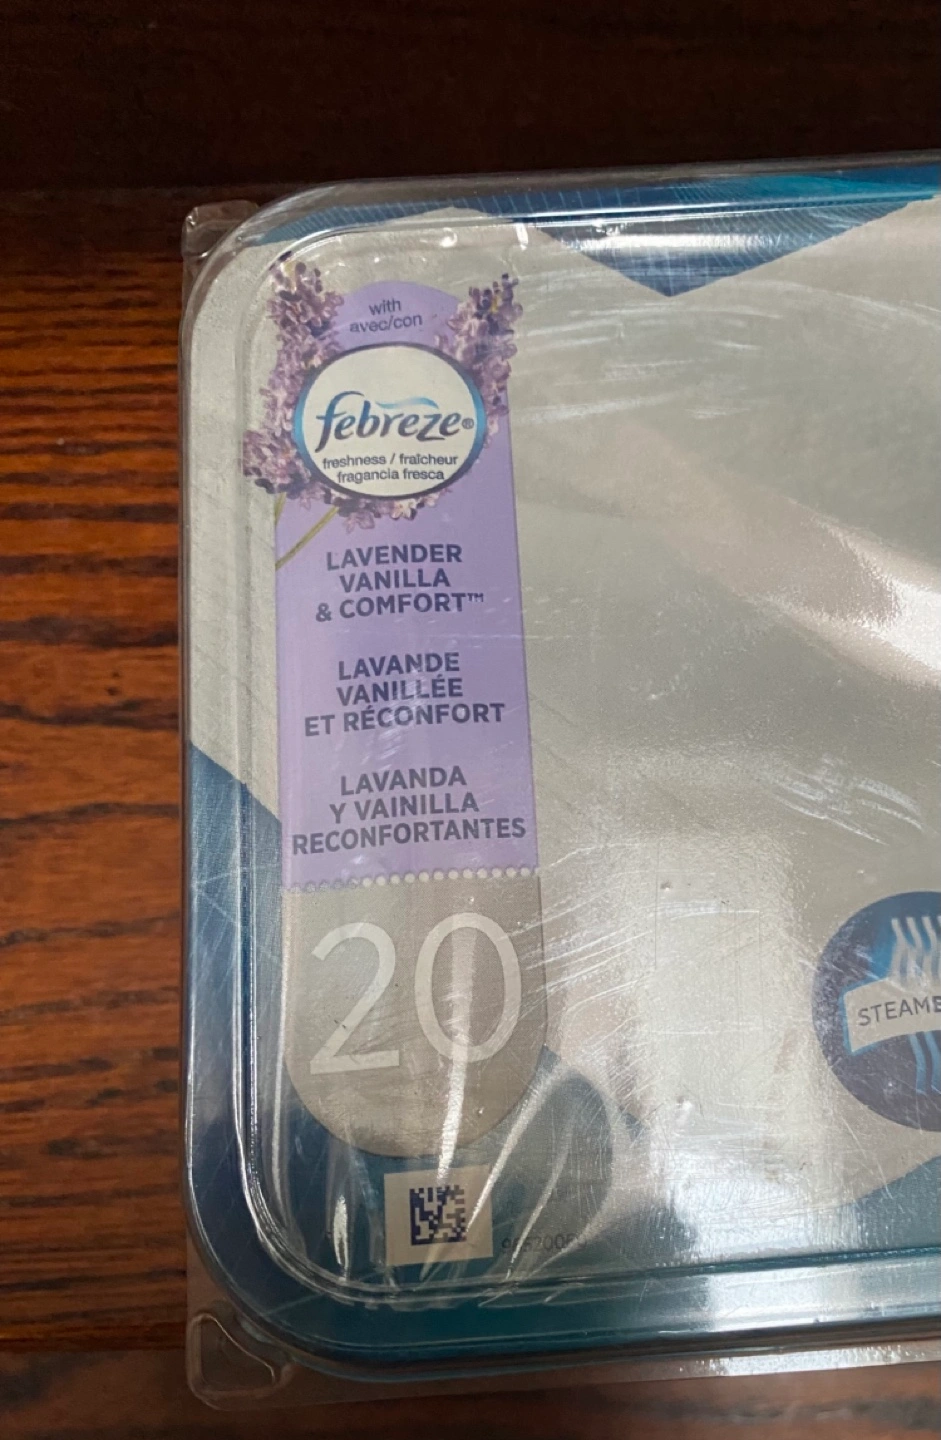 with
avec/con
febreze®
freshness / fraîcheur
fragancia fresca
LAVENDER
VANILLA
& COMFORT™
LAVANDE
VANILLÉE
ET RÉCONFORT
LAVANDA
Y VAINILLA
RECONFORTANTES
20